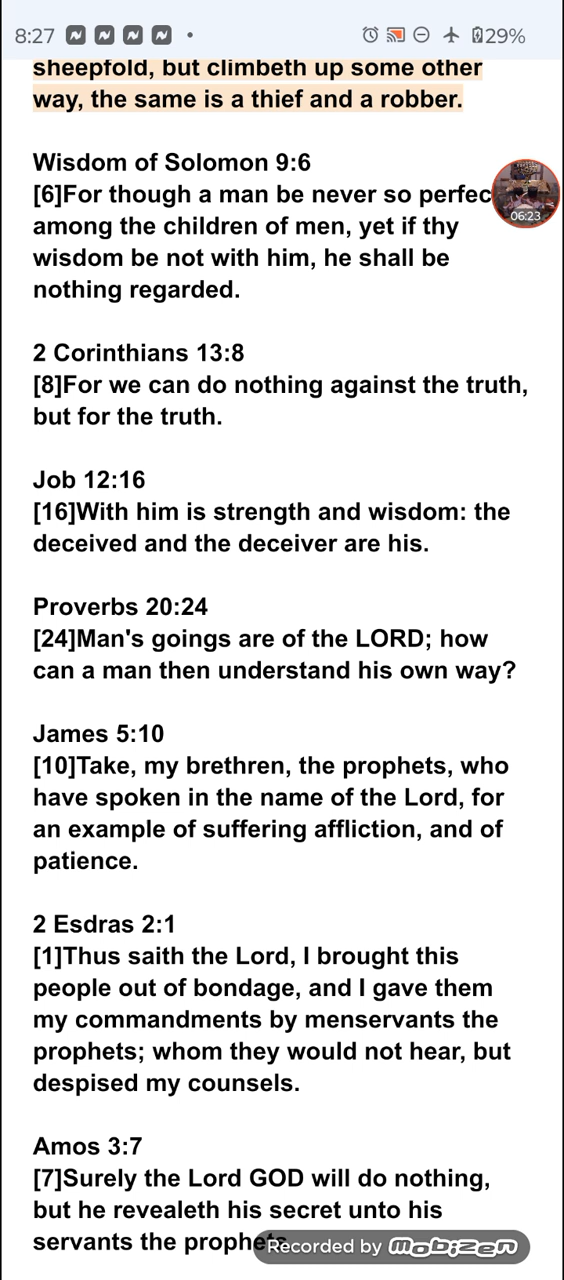 8:27
29%
sheepfold, but climbeth up some other
way, the same is a thief and a robber.
Wisdom of Solomon 9:6
[6]For though a man be never so perfec
06:23
among the children of men, yet if thy
wisdom be not with him, he shall be
nothing regarded.
2 Corinthians 13:8
[8]For we can do nothing against the truth,
but for the truth.
Job 12:16
[16]With him is strength and wisdom: the
deceived and the deceiver are his.
Proverbs 20:24
[24]Man's goings are of the LORD; how
can a man then understand his own way?
James 5:10
[10]Take, my brethren, the prophets, who
have spoken in the name of the Lord, for
an example of suffering affliction, and of
patience.
2 Esdras 2:1
[1]Thus saith the Lord, I brought this
people out of bondage, and I gave them
my commandments by menservants the
prophets; whom they would not hear, but
despised my counsels.
Amos 3:7
[7]Surely the Lord GOD will do nothing,
but he revealeth his secret unto his
servants the prophets
Recorded by mobizen